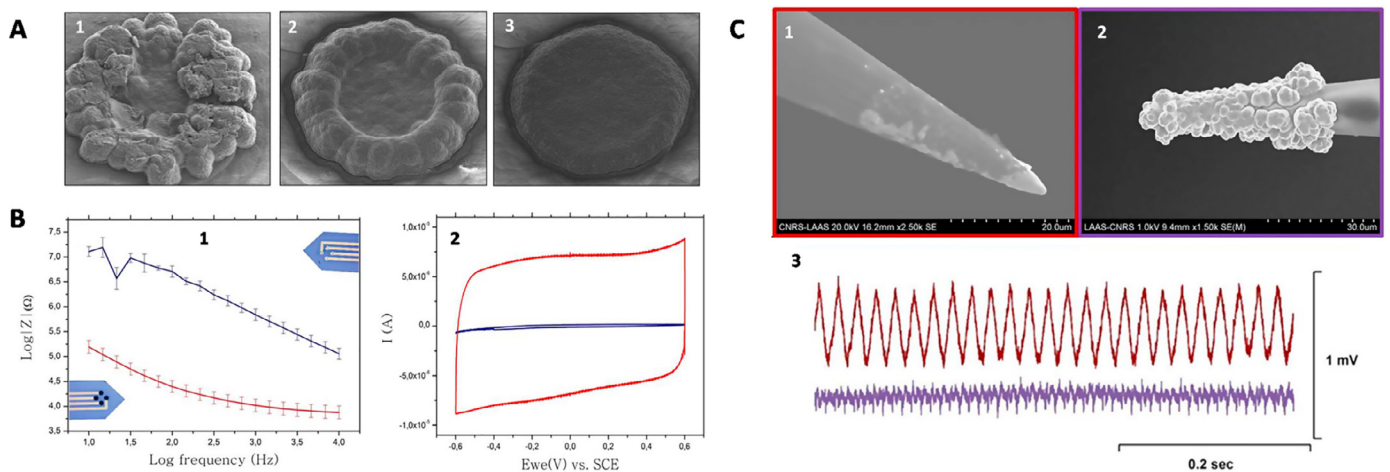 A
1
2
3
B
1
7,5
7,0
6,5
6,0
5,5
5,0
4,5
4,0
3,5
Log|Z|(Ω)
1,0 1,5 2,0 2,5 3,0 3,5 4,0
Log frequency (Hz)
2
1,0x10⁻⁵
5,0x10⁻⁶
0,0
-5,0x10⁻⁶
-1,0x10⁻⁵
I (A)
-0,6 -0,4 -0,2 0,0 0,2 0,4 0,6
Ewe(V) vs. SCE
C
1
CNRS-LAAS 20.0kV 16.2mm x2.50k SE
20.0um
2
LAAS-CNRS 1.0kV 9.4mm x1.50k SE(M)
30.0um
3
1 mV
0.2 sec